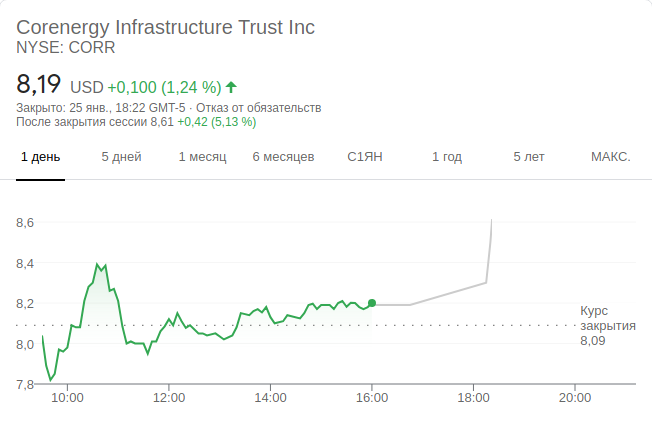 Corenergy Infrastructure Trust Inc
NYSE: CORR
8,19 USD +0,100 (1,24 %)
Закрыто: 25 янв., 18:22 GMT-5 · Отказ от обязательств
После закрытия сессии 8,61 +0,42 (5,13 %)
1 день 5 дней 1 месяц 6 месяцев С1ЯН 1 год 5 лет МАКС.
8,6
8,4
8,2
Курс
закрытия
8,09
8,0
7,8
10:00 12:00 14:00 16:00 18:00 20:00